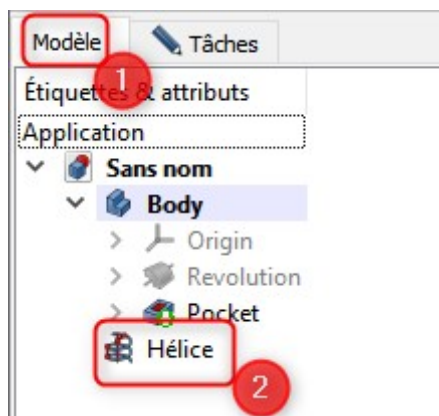 Modèle Tâches
1
Étiquettes & attributs
Application
Sans nom
Body
Origin
Revolution
Pocket
Hélice
2